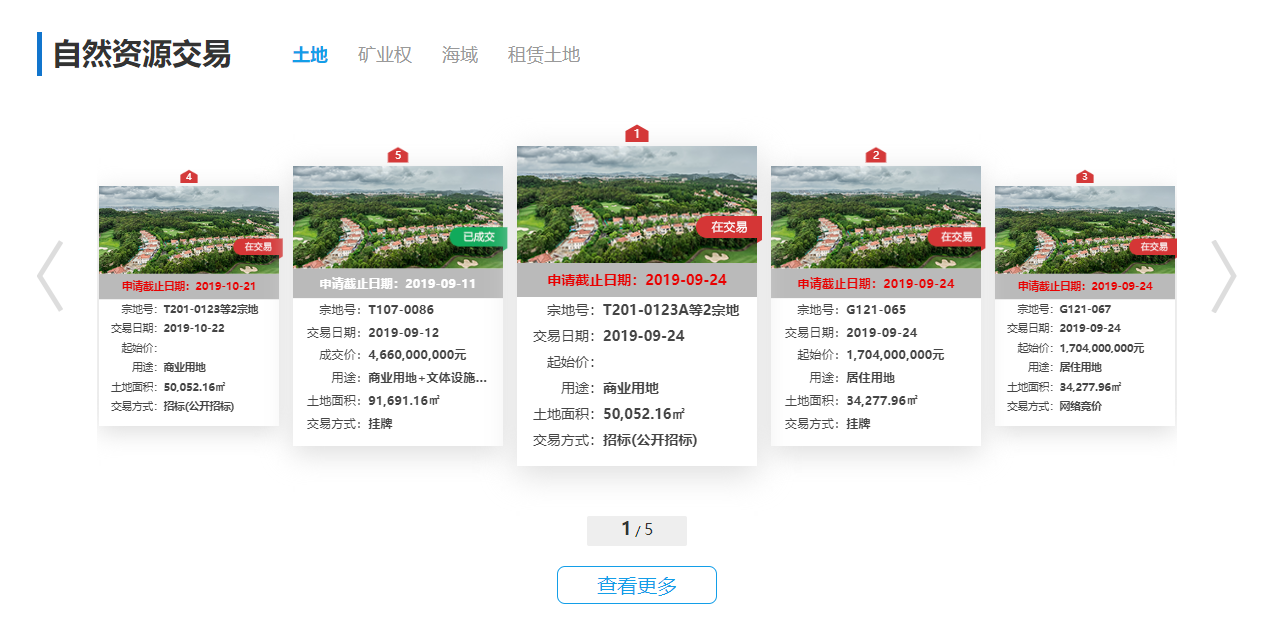 自然资源交易
土地 矿业权 海域 租赁土地
4
在交易
申请截止日期：2019-10-21
宗地号：T201-0123等2宗地
交易日期：2019-10-22
起始价：
用途：商业用地
土地面积：50,052.16㎡
交易方式：招标(公开招标)
5
已成交
申请截止日期：2019-09-11
宗地号：T107-0086
交易日期：2019-09-12
成交价：4,660,000,000元
用途：商业用地+文体设施...
土地面积：91,691.16㎡
交易方式：挂牌
1
在交易
申请截止日期：2019-09-24
宗地号：T201-0123A等2宗地
交易日期：2019-09-24
起始价：
用途：商业用地
土地面积：50,052.16㎡
交易方式：招标(公开招标)
2
在交易
申请截止日期：2019-09-24
宗地号：G121-065
交易日期：2019-09-24
起始价：1,704,000,000元
用途：居住用地
土地面积：34,277.96㎡
交易方式：挂牌
3
在交易
申请截止日期：2019-09-24
宗地号：G121-067
交易日期：2019-09-24
起始价：1,704,000,000元
用途：居住用地
土地面积：34,277.96㎡
交易方式：网络竞价
1 / 5
查看更多